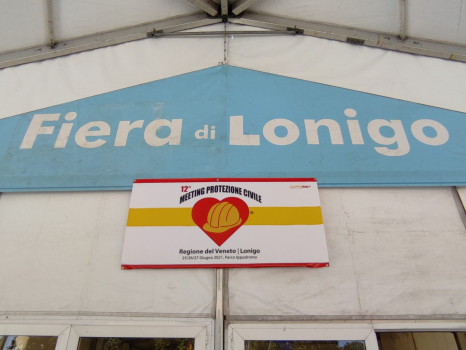 Fiera di Lonigo
12°
MEETING PROTEZIONE CIVILE
Regione del Veneto | Lonigo
25/26/27 Giugno 2021, Parco Ippodromo